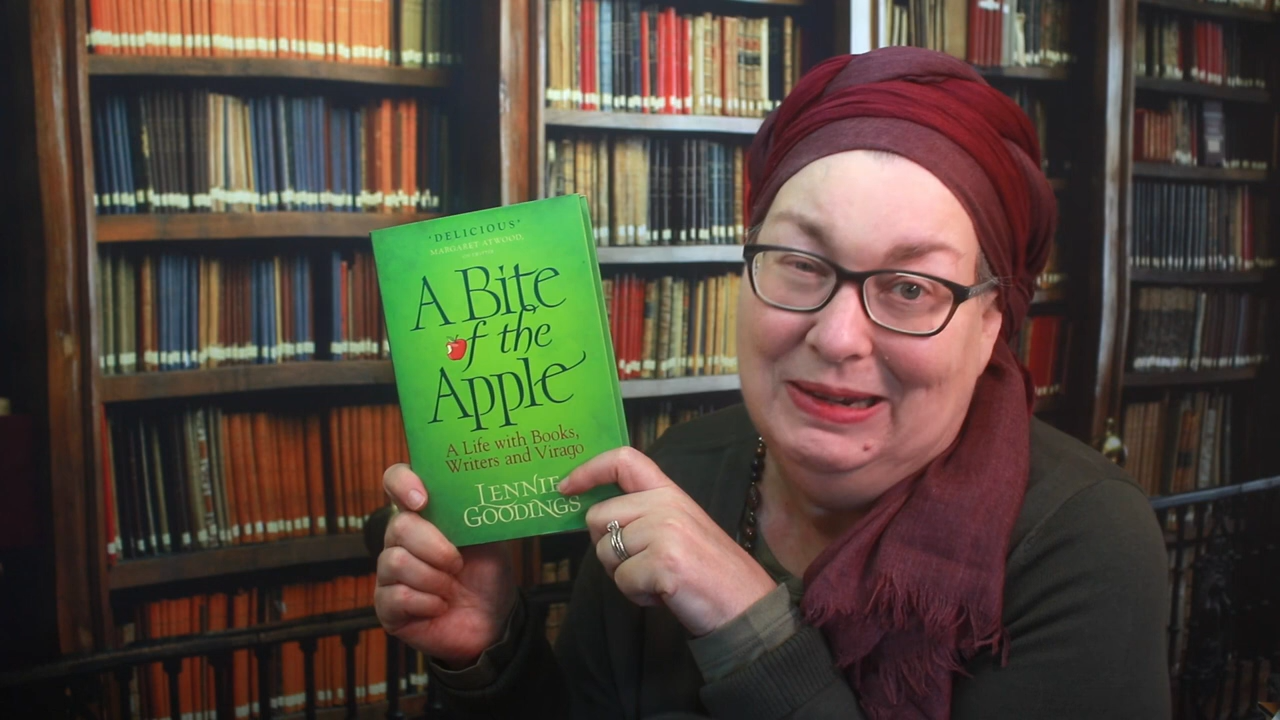 'DELICIOUS'
MARGARET ATWOOD,
A Bite
of the
Apple
A Life with Books,
Writers and Virago
LENNIE
GOODINGS